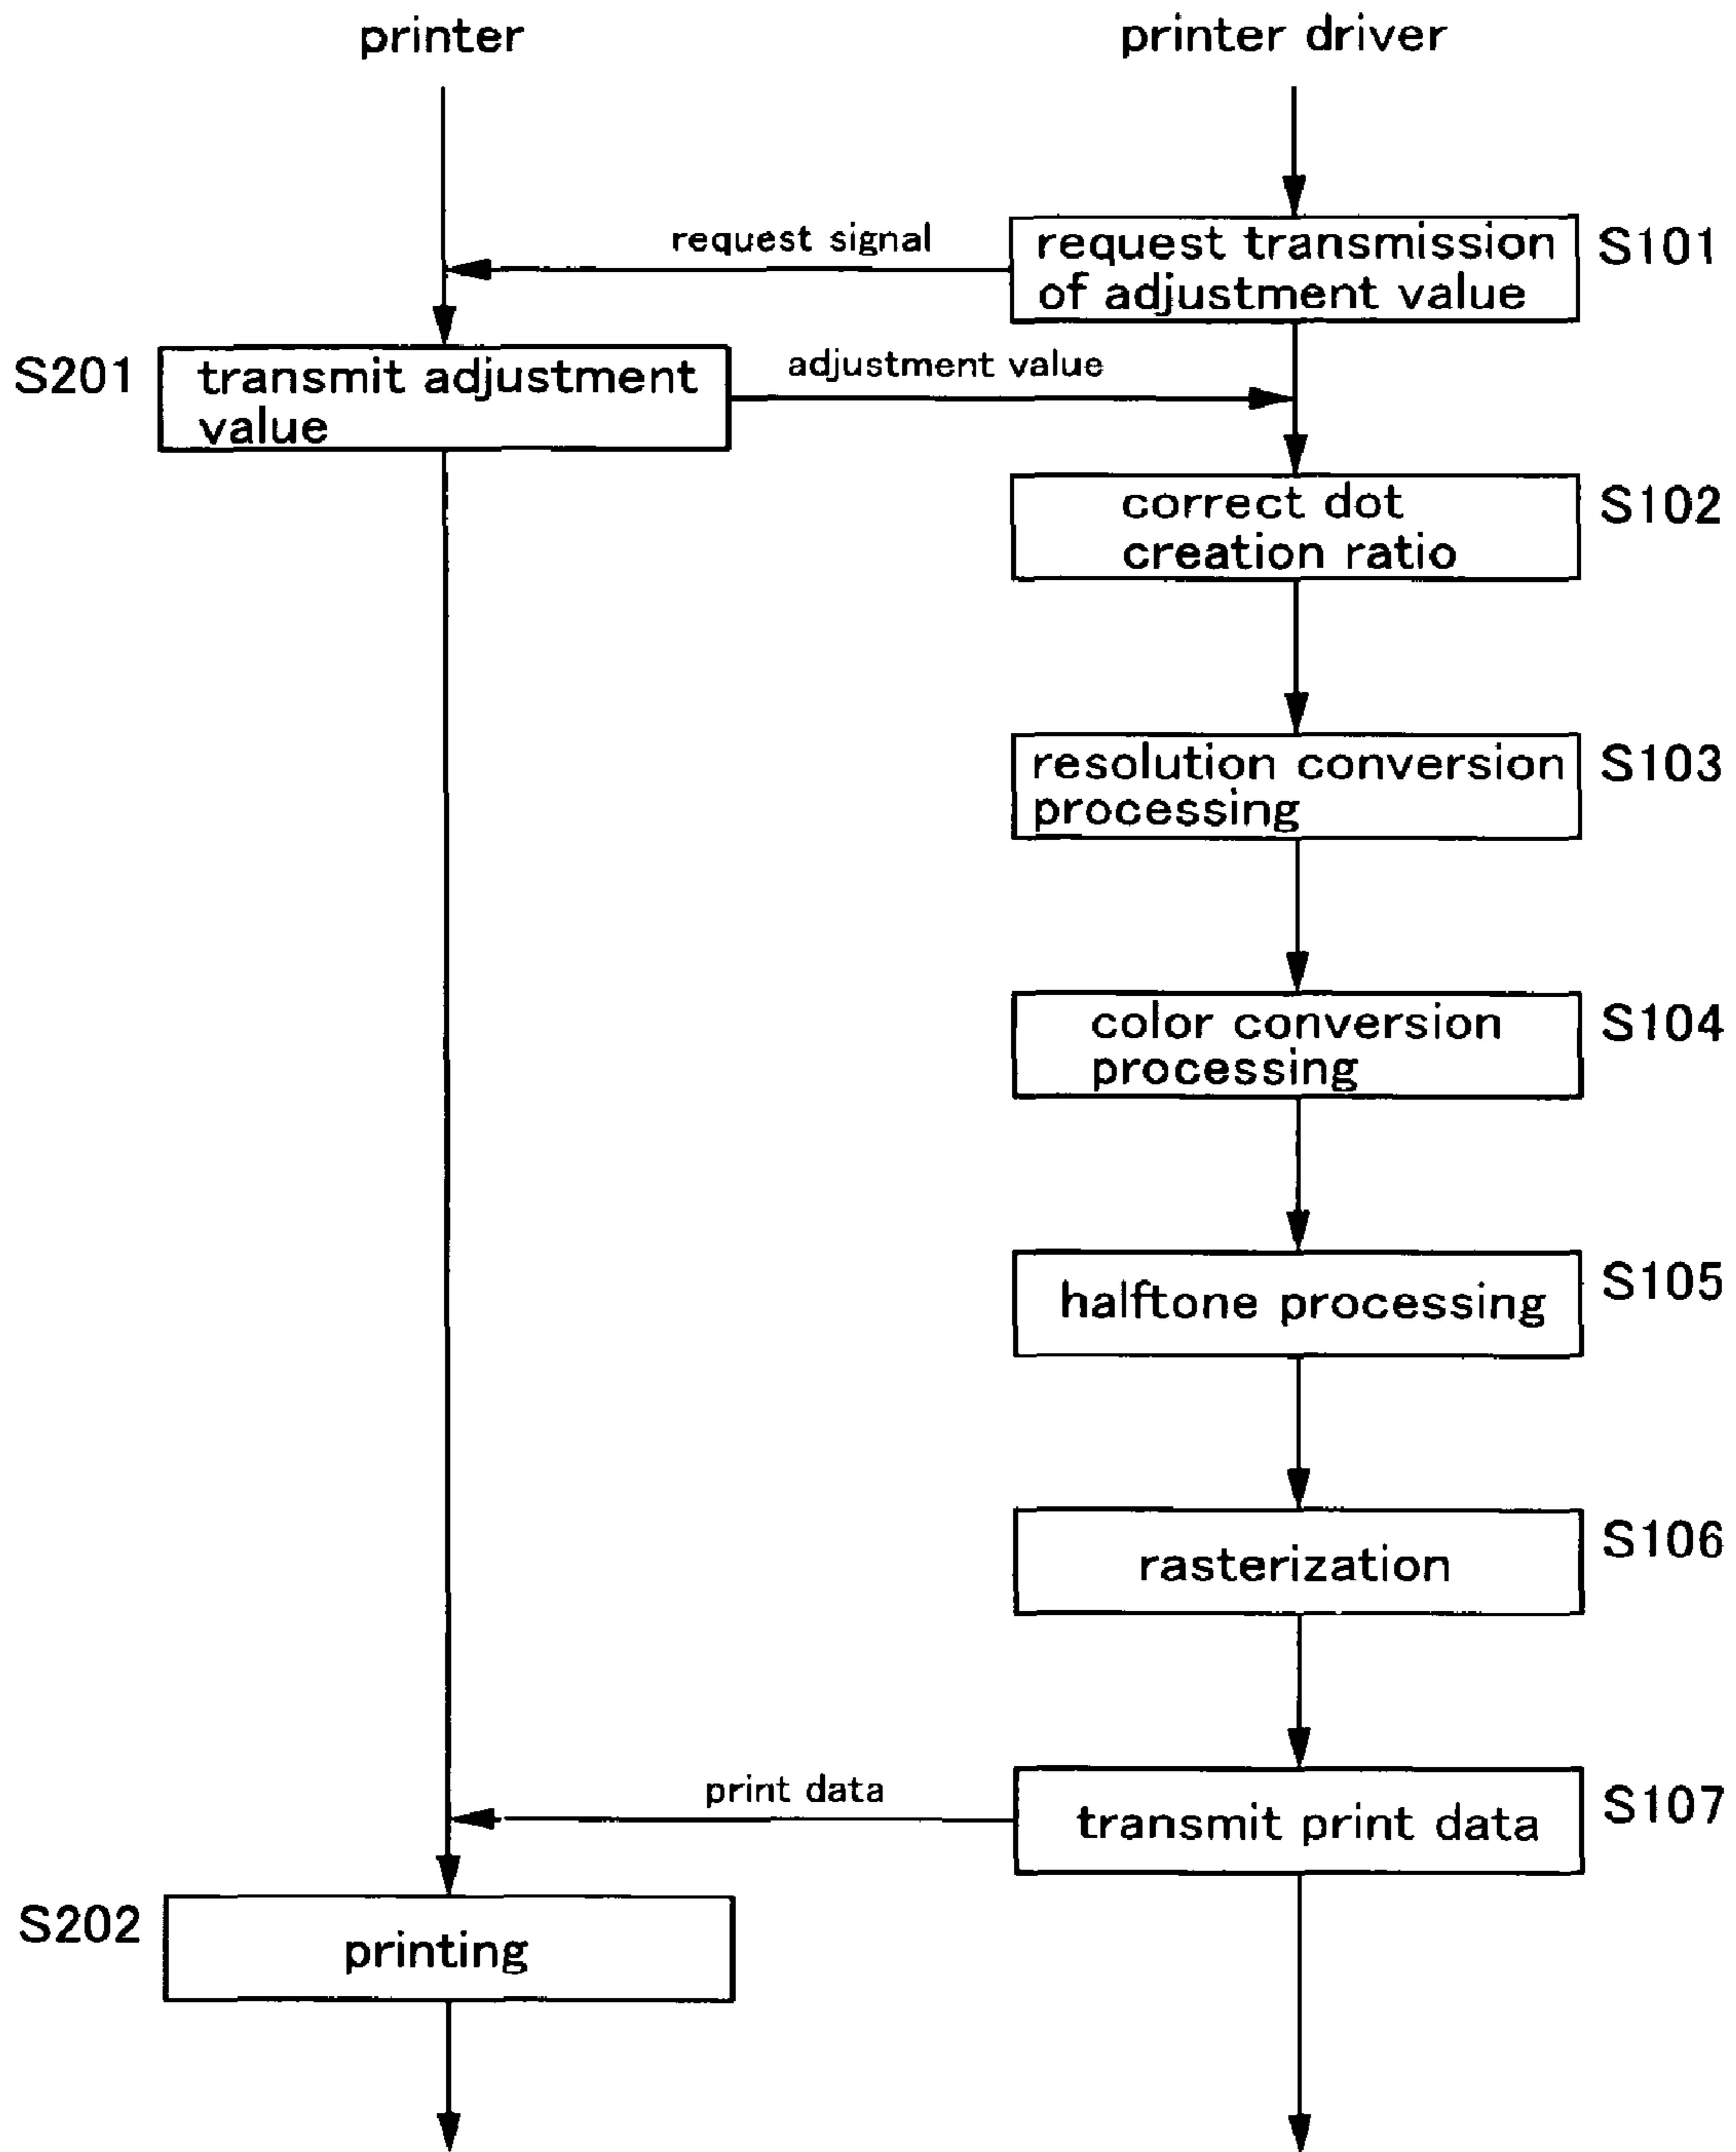 printer
printer driver
request signal
request transmission
of adjustment value
S101
S201
transmit adjustment
value
adjustment value
correct dot
creation ratio
S102
resolution conversion
processing
S103
color conversion
processing
S104
halftone processing
S105
rasterization
S106
print data
transmit print data
S107
S202
printing